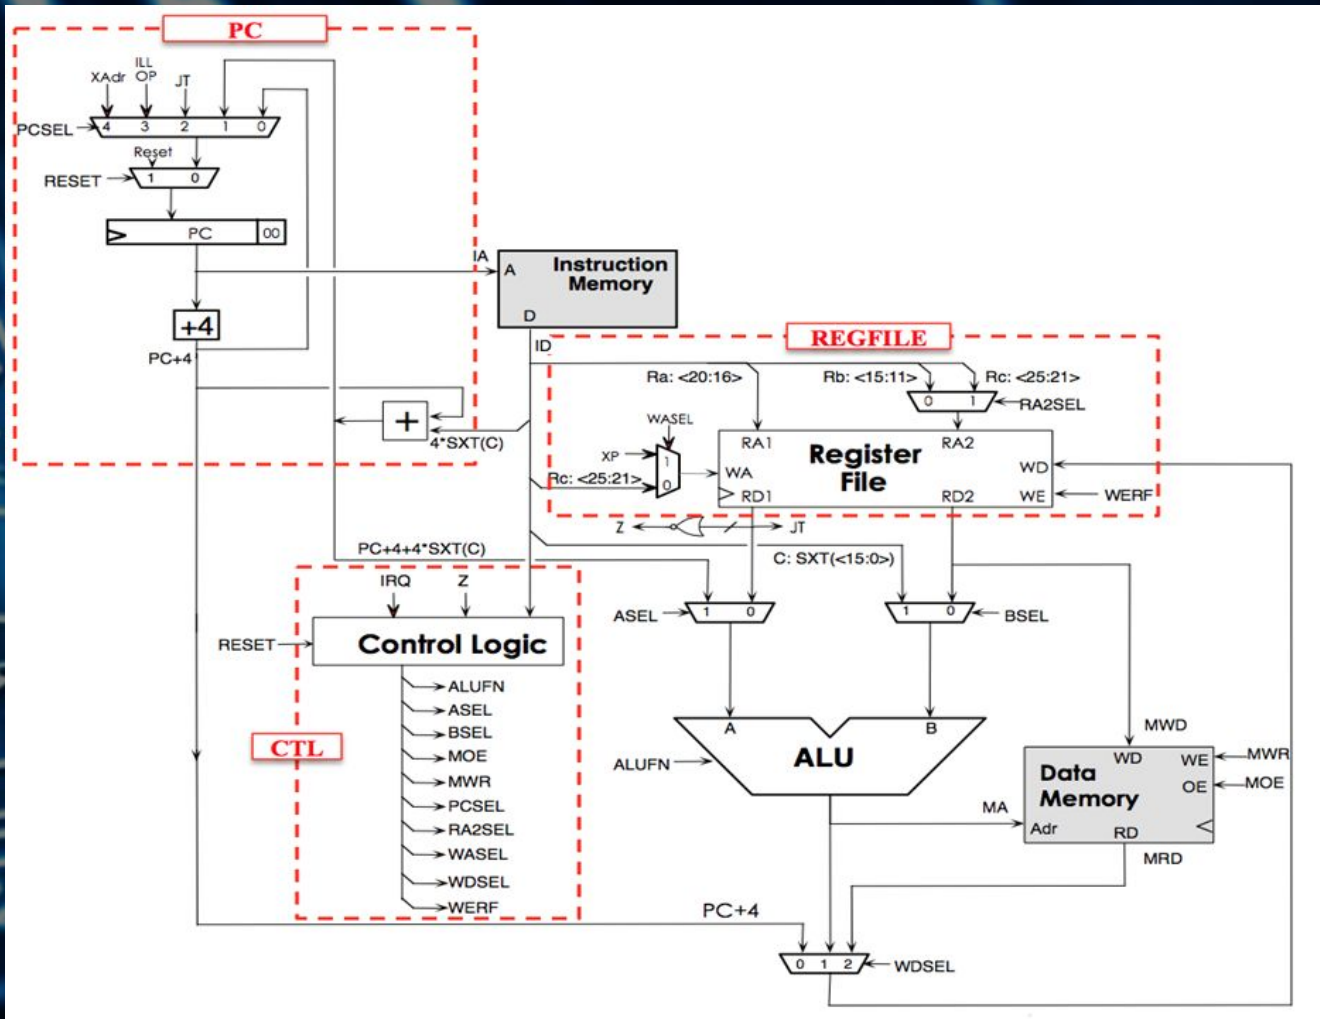 PC
XAdr
ILL
OP
JT
PCSEL
4 3 2 1 0
Reset
RESET
1 0
PC 00
IA
A
Instruction
Memory
D
+4
PC+4
ID
REGFILE
Ra: <20:16>
Rb: <15:11>
Rc: <25:21>
0 1
RA2SEL
+
4*SXT(C)
WASEL
XP
1
Rc: <25:21>
0
RA1
RA2
Register
File
WA
WD
RD1
RD2
WE
WERF
Z
JT
PC+4+4*SXT(C)
C: SXT(<15:0>)
IRQ
Z
ASEL
1 0
1 0
BSEL
RESET
Control Logic
ALUFN
ASEL
BSEL
MOE
MWR
PCSEL
RA2SEL
WASEL
WDSEL
WERF
CTL
A
B
ALU
ALUFN
MWD
WD
WE
MWR
Data
Memory
OE
MOE
MA
Adr
RD
MRD
PC+4
0 1 2
WDSEL